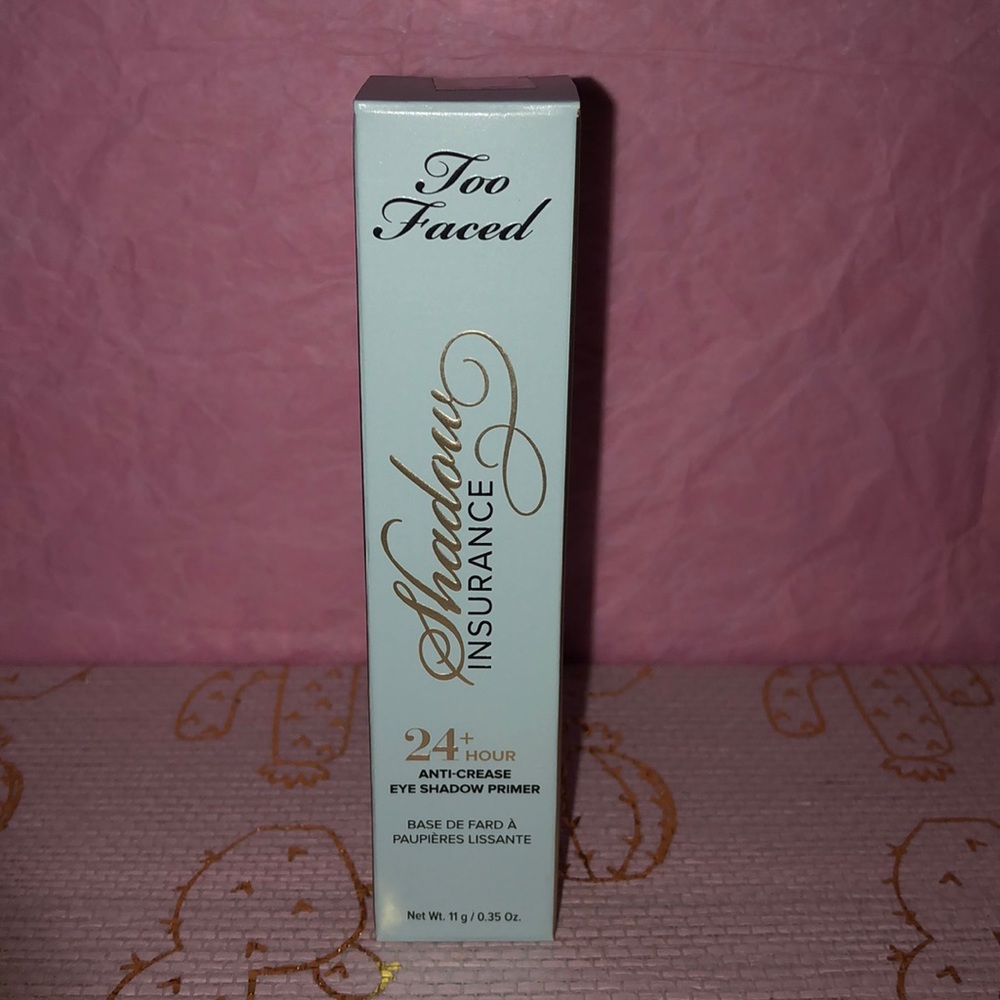 Too
Faced
Shadow
INSURANCE
24+ HOUR
ANTI-CREASE
EYE SHADOW PRIMER
BASE DE FARD À
PAUPIÈRES LISSANTE
Net Wt. 11 g / 0.35 Oz.